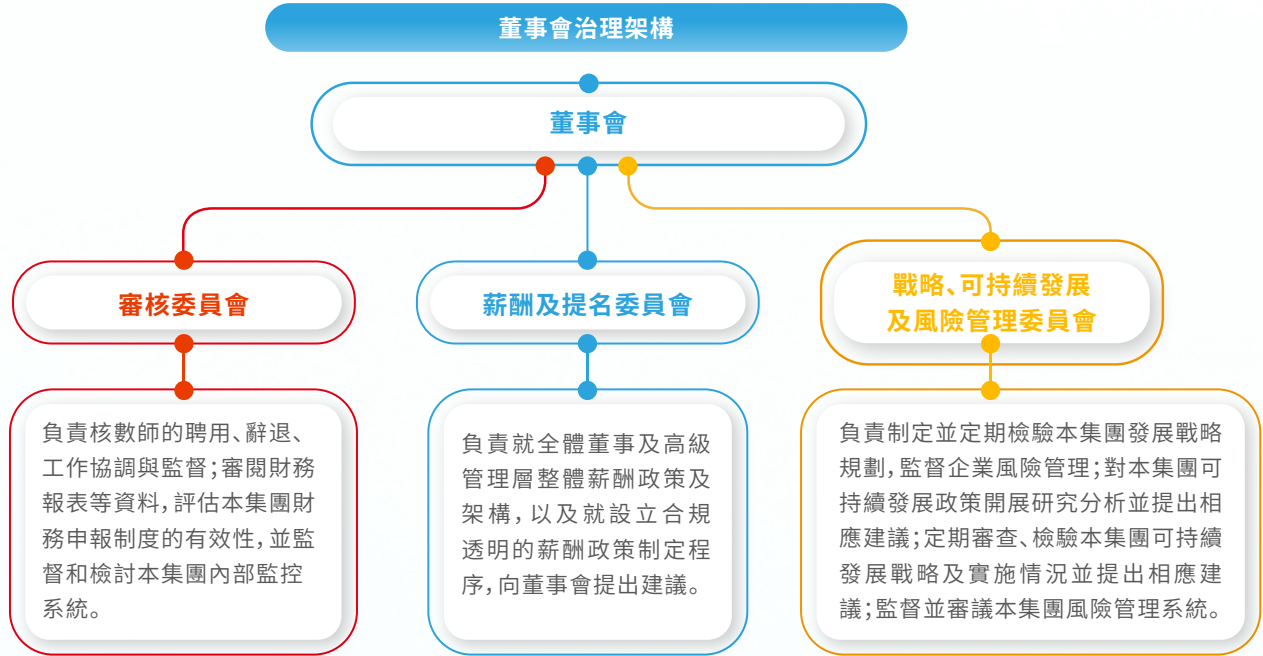 董事會治理架構
董事會
審核委員會
薪酬及提名委員會
戰略、可持續發展
及風險管理委員會
負責核數師的聘用、辭退、
工作協調與監督;審閱財務
報表等資料,評估本集團財
務申報制度的有效性,並監
督和檢討本集團內部監控
系統。
負責就全體董事及高級
管理層整體薪酬政策及
架構,以及就設立合規
透明的薪酬政策制定程
序,向董事會提出建議。
負責制定並定期檢驗本集團發展戰略
規劃,監督企業風險管理;對本集團可
持續發展政策開展研究分析並提出相
應建議;定期審查、檢驗本集團可持續
發展戰略及實施情況並提出相應建
議;監督並審議本集團風險管理系統。